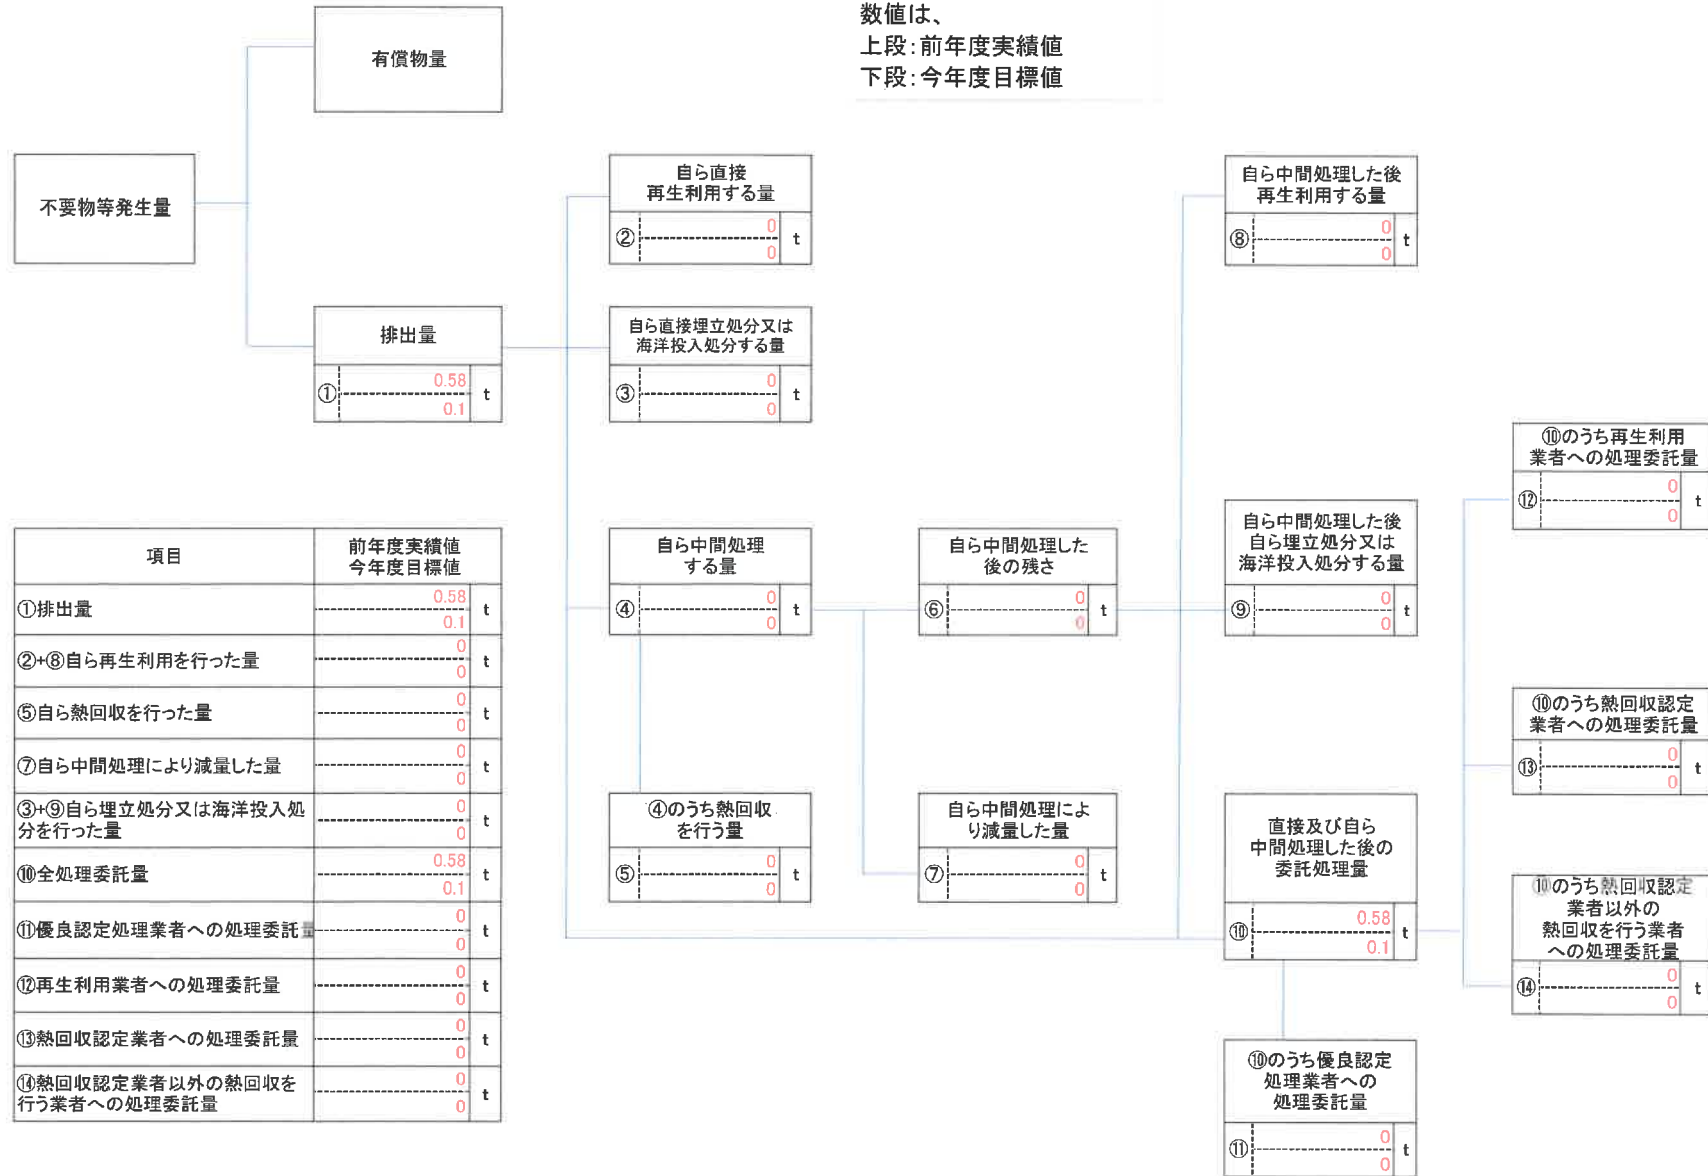 数値は、
上段:前年度実績値
下段:今年度目標値
有償物量
不要物等発生量
排出量
①
0.58
0.1
t
自ら直接
再生利用する量
②
0
0
t
自ら直接埋立処分又は
海洋投入処分する量
③
0
0
t
自ら中間処理
する量
④
0
0
t
④のうち熱回収
を行う量
⑤
0
0
t
自ら中間処理した
後の残さ
⑥
0
0
t
自ら中間処理によ
り減量した量
⑦
0
0
t
自ら中間処理した後
再生利用する量
⑧
0
0
t
自ら中間処理した後
自ら埋立処分又は
海洋投入処分する量
⑨
0
0
t
直接及び自ら
中間処理した後の
委託処理量
⑩
0.58
0.1
t
⑩のうち優良認定
処理業者への
処理委託量
⑪
0
0
t
⑩のうち再生利用
業者への処理委託量
⑫
0
0
t
⑩のうち熱回収認定
業者への処理委託量
⑬
0
0
t
⑩のうち熱回収認定
業者以外の
熱回収を行う業者
への処理委託量
⑭
0
0
t
項目
前年度実績値
今年度目標値
①排出量
0.58
0.1
t
②+⑧自ら再生利用を行った量
0
0
t
⑤自ら熱回収を行った量
0
0
t
⑦自ら中間処理により減量した量
0
0
t
③+⑨自ら埋立処分又は海洋投入処
分を行った量
0
0
t
⑩全処理委託量
0.58
0.1
t
⑪優良認定処理業者への処理委託量
0
0
t
⑫再生利用業者への処理委託量
0
0
t
⑬熱回収認定業者への処理委託量
0
0
t
⑭熱回収認定業者以外の熱回収を
行う業者への処理委託量
0
0
t